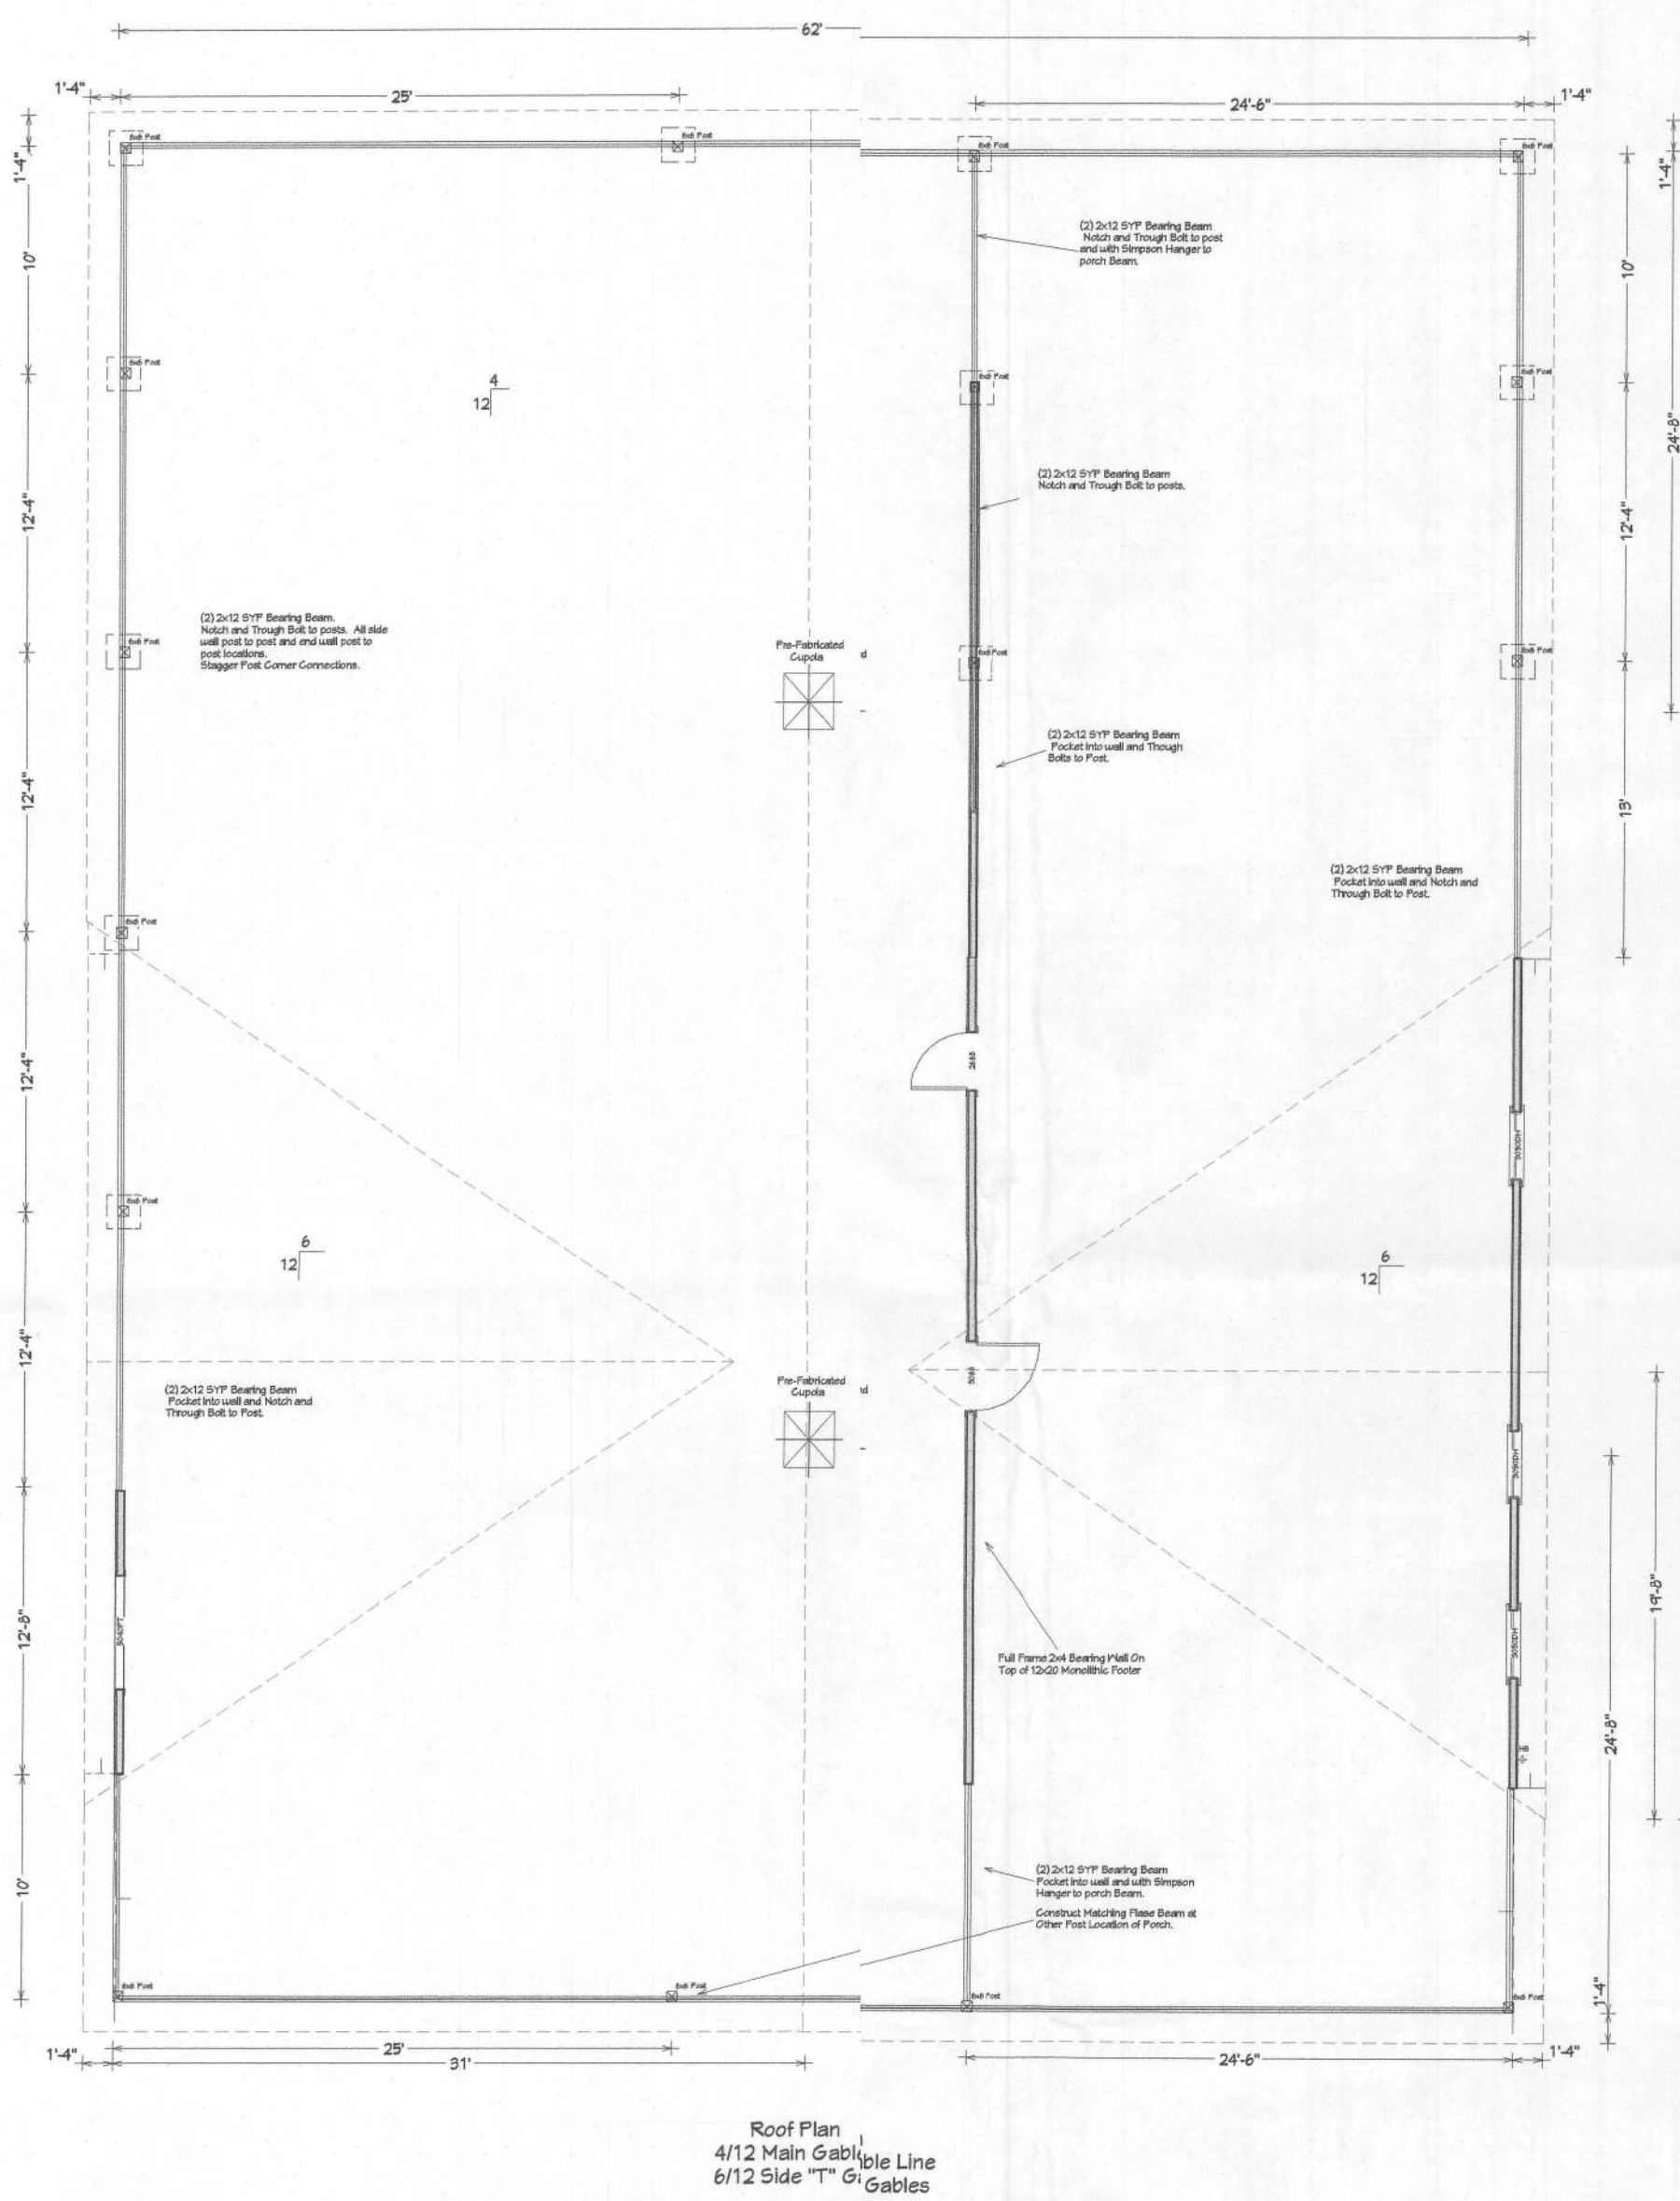 62'
1'-4"
25'
24'-6"
1'-4"
6x6 Post
6x6 Post
6x6 Post
6x6 Post
1'-4"
1'-4"
10'
10'
(2) 2x12 SYP Bearing Beam
Notch and Trough Bolt to post
and with Simpson Hanger to
porch Beam.
6x6 Post
6x6 Post
6x6 Post
4
12
24'-8"
(2) 2x12 SYP Bearing Beam
Notch and Trough Bolt to posts.
12'-4"
12'-4"
(2) 2x12 SYP Bearing Beam.
Notch and Trough Bolt to posts. All side
wall post to post and end wall post to
post locations.
Stagger Post Corner Connections.
6x6 Post
6x6 Post
6x6 Post
Pre-Fabricated
Cupola
d
(2) 2x12 SYP Bearing Beam
Pocket into wall and Though
Bolts to Post.
12'-4"
13'
(2) 2x12 SYP Bearing Beam
Pocket into wall and Notch and
Through Bolt to Post.
6x6 Post
12'-4"
2668
3050DH
6x6 Post
6
12
6
12
12'-4"
(2) 2x12 SYP Bearing Beam
Pocket into wall and Notch and
Through Bolt to Post.
Pre-Fabricated
Cupola
d
3050DH
12'-8"
19'-8"
3050DH
Full Frame 2x4 Bearing Wall On
Top of 12x20 Monolithic Footer
24'-8"
HB
10'
(2) 2x12 SYP Bearing Beam
Pocket into wall and with Simpson
Hanger to porch Beam.
Construct Matching Flase Beam at
Other Post Location of Porch.
6x6 Post
6x6 Post
6x6 Post
6x6 Post
1'-4"
1'-4"
25'
31'
24'-6"
1'-4"
Roof Plan
4/12 Main Gable Line
6/12 Side "T" Gables